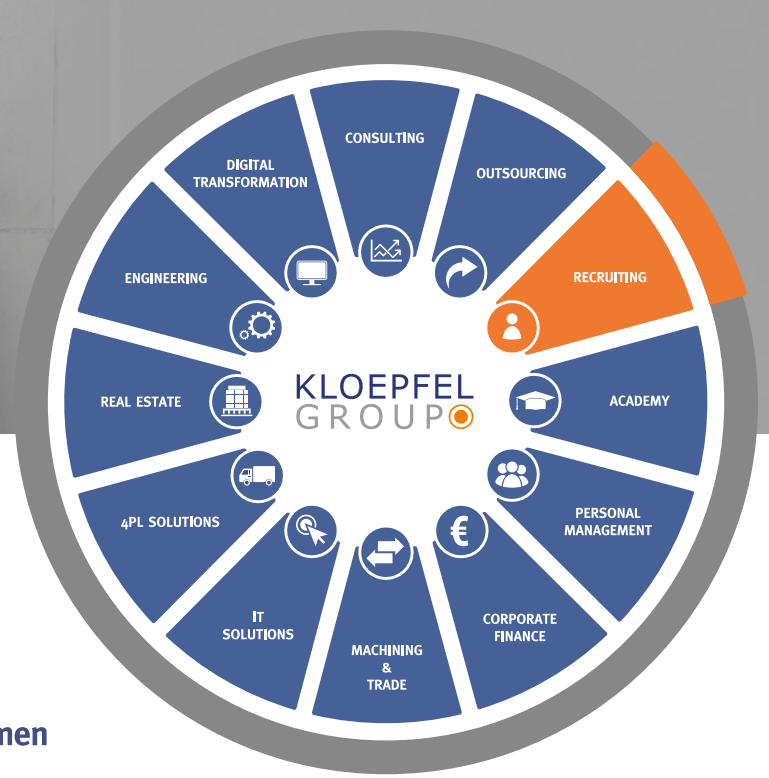 CONSULTING
OUTSOURCING
RECRUITING
ACADEMY
PERSONAL
MANAGEMENT
CORPORATE
FINANCE
MACHINING
&
TRADE
IT
SOLUTIONS
4PL SOLUTIONS
REAL ESTATE
ENGINEERING
DIGITAL
TRANSFORMATION
KLOEPFEL
GROUP
€
men